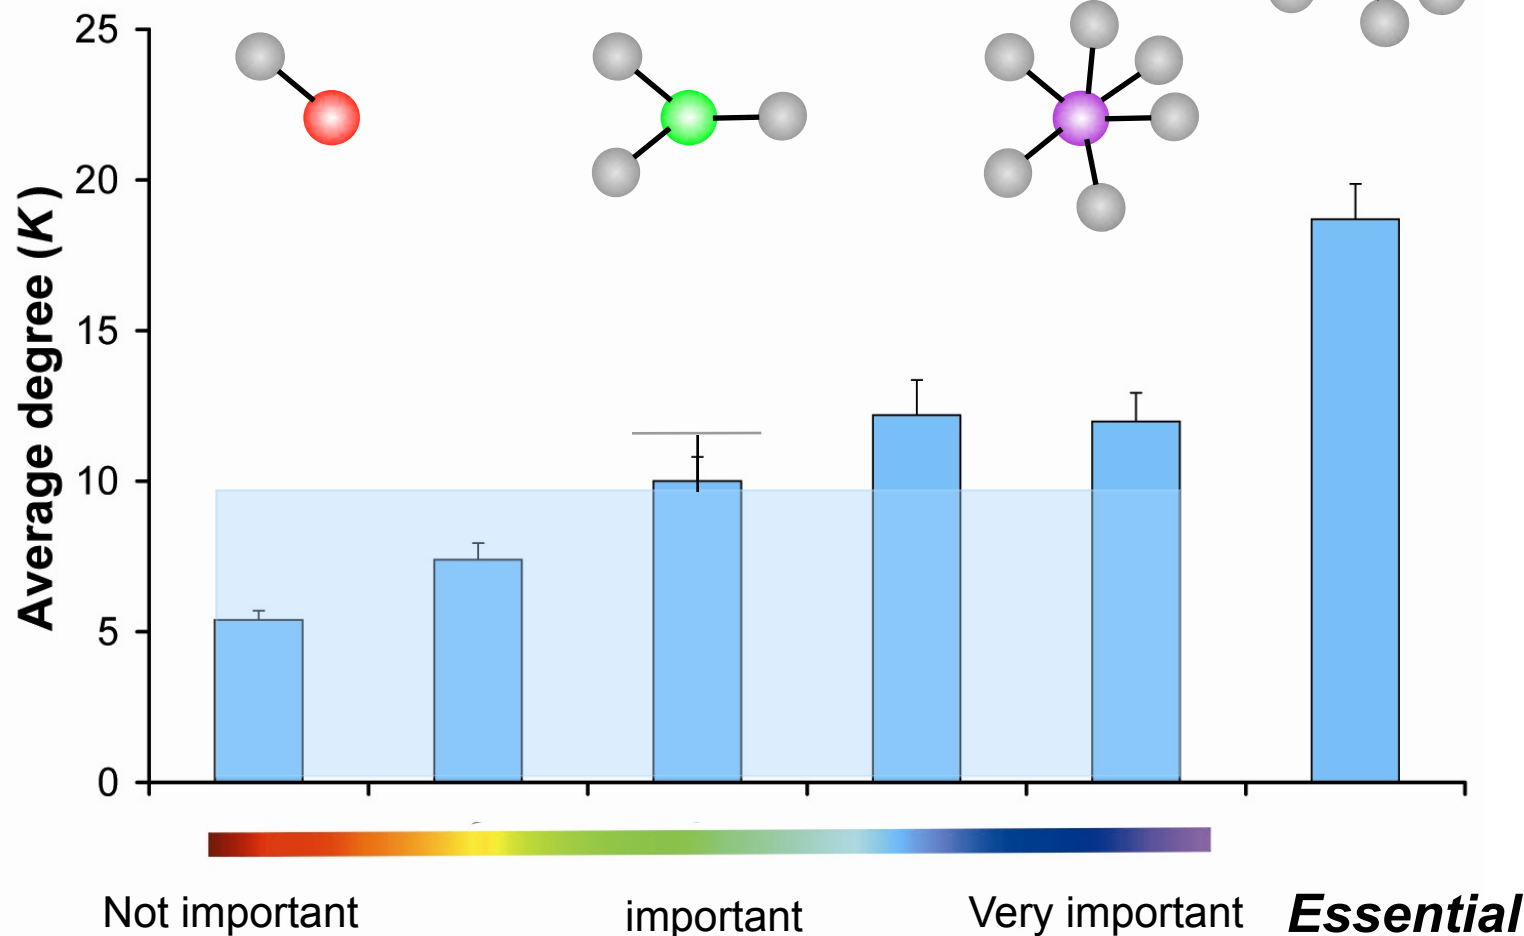 25
20
15
10
5
0
Average degree (K)
Not important
important
Very important
Essential